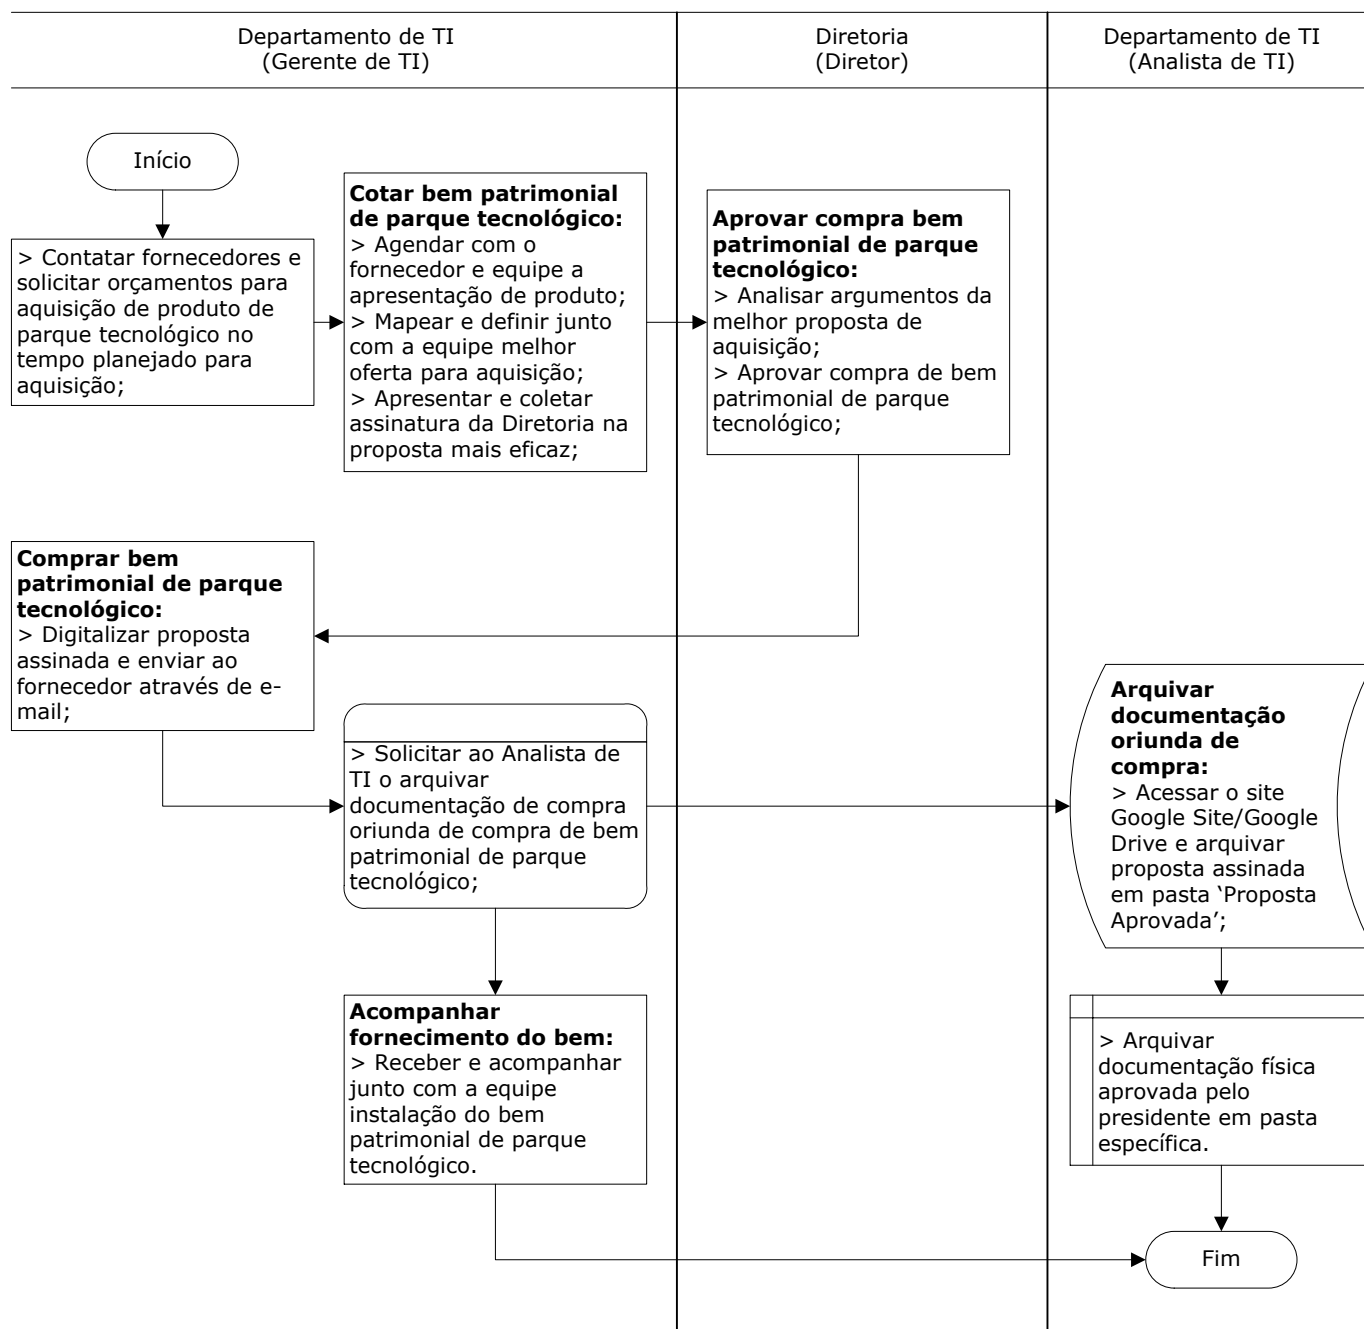 Departamento de TI
(Gerente de TI)
Diretoria
(Diretor)
Departamento de TI
(Analista de TI)
Início
> Contatar fornecedores e
solicitar orçamentos para
aquisição de produto de
parque tecnológico no
tempo planejado para
aquisição;
Cotar bem patrimonial
de parque tecnológico:
> Agendar com o
fornecedor e equipe a
apresentação de produto;
> Mapear e definir junto
com a equipe melhor
oferta para aquisição;
> Apresentar e coletar
assinatura da Diretoria na
proposta mais eficaz;
Aprovar compra bem
patrimonial de parque
tecnológico:
> Analisar argumentos da
melhor proposta de
aquisição;
> Aprovar compra de bem
patrimonial de parque
tecnológico;
Comprar bem
patrimonial de parque
tecnológico:
> Digitalizar proposta
assinada e enviar ao
fornecedor através de e-
mail;
> Solicitar ao Analista de
TI o arquivar
documentação de compra
oriunda de compra de bem
patrimonial de parque
tecnológico;
Arquivar
documentação
oriunda de
compra:
> Acessar o site
Google Site/Google
Drive e arquivar
proposta assinada
em pasta ‘Proposta
Aprovada’;
Acompanhar
fornecimento do bem:
> Receber e acompanhar
junto com a equipe
instalação do bem
patrimonial de parque
tecnológico.
> Arquivar
documentação física
aprovada pelo
presidente em pasta
específica.
Fim